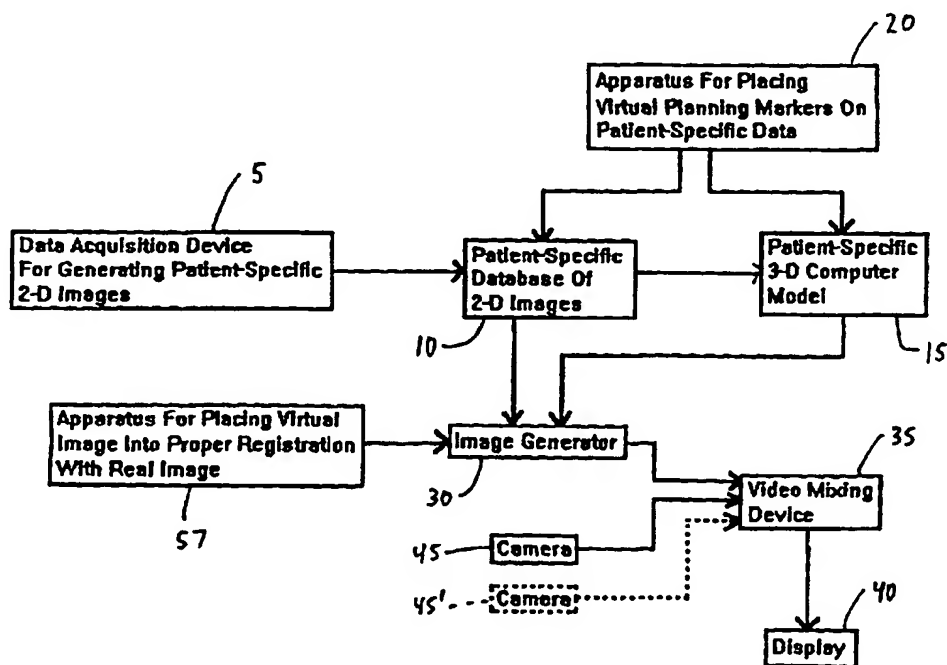 20
Apparatus For Placing
Virtual Planning Markers On
Patient-Specific Data
5
Data Acquisition Device
For Generating Patient-Specific
2-D Images
Patient-Specific
Database Of
2-D Images
Patient-Specific
3-D Computer
Model
10
15
Apparatus For Placing Virtual
Image Into Proper Registration
With Real Image
Image Generator
35
30
Video Mixing
Device
57
45
Camera
45'
Camera
40
Display